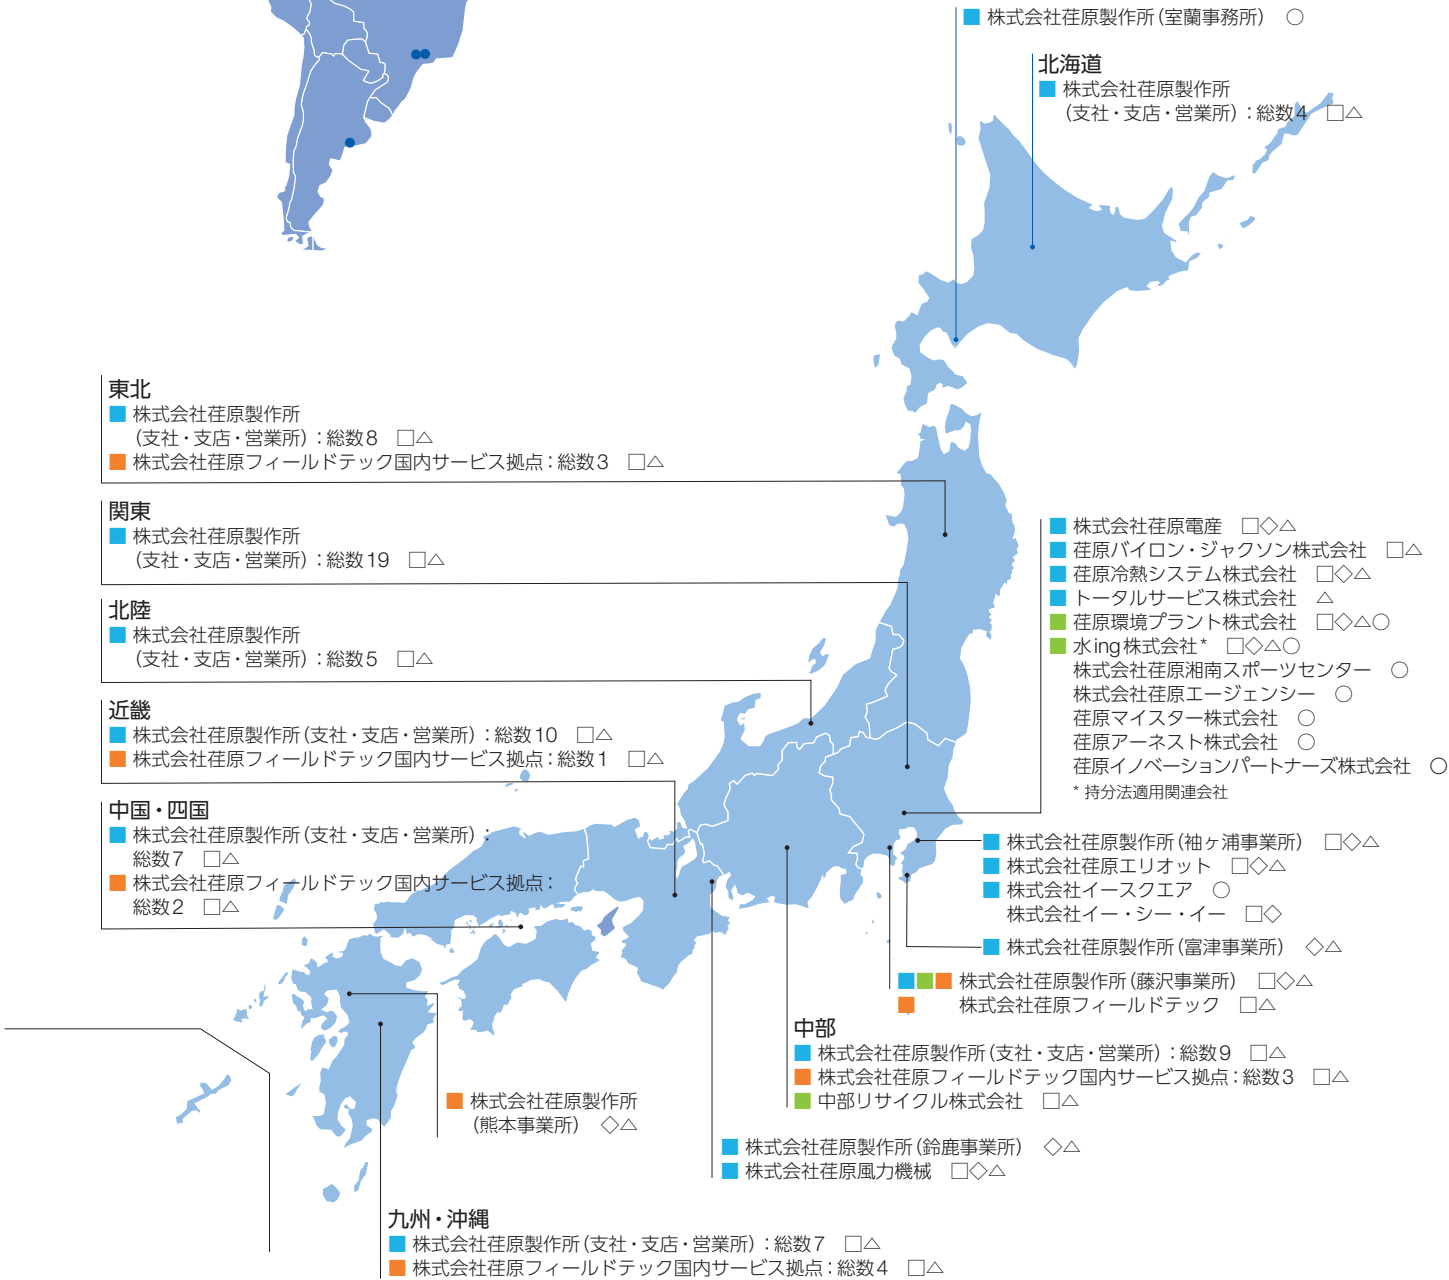 ■ 株式会社荏原製作所(室蘭事務所) ○
北海道
■ 株式会社荏原製作所
(支社・支店・営業所):総数4 □△
東北
■ 株式会社荏原製作所
(支社・支店・営業所):総数8 □△
■ 株式会社荏原フィールドテック国内サービス拠点:総数3 □△
関東
■ 株式会社荏原製作所
(支社・支店・営業所):総数19 □△
北陸
■ 株式会社荏原製作所
(支社・支店・営業所):総数5 □△
近畿
■ 株式会社荏原製作所(支社・支店・営業所):総数10 □△
■ 株式会社荏原フィールドテック国内サービス拠点:総数1 □△
中国・四国
■ 株式会社荏原製作所(支社・支店・営業所):
総数7 □△
■ 株式会社荏原フィールドテック国内サービス拠点:
総数2 □△
■ 株式会社荏原電産 □◇△
■ 荏原バイロン・ジャクソン株式会社 □△
■ 荏原冷熱システム株式会社 □◇△
■ トータルサービス株式会社 △
■ 荏原環境プラント株式会社 □◇△○
■ 水ing株式会社* □◇△○
株式会社荏原湘南スポーツセンター ○
株式会社荏原エージェンシー ○
荏原マイスター株式会社 ○
荏原アーネスト株式会社 ○
荏原イノベーションパートナーズ株式会社 ○
* 持分法適用関連会社
■ 株式会社荏原製作所(袖ヶ浦事業所) □◇△
■ 株式会社荏原エリオット □◇△
■ 株式会社イースクエア ○
株式会社イー・シー・イー □◇
■ 株式会社荏原製作所(富津事業所) ◇△
■■■ 株式会社荏原製作所(藤沢事業所) □◇△
■ 株式会社荏原フィールドテック □△
中部
■ 株式会社荏原製作所(支社・支店・営業所):総数9 □△
■ 株式会社荏原フィールドテック国内サービス拠点:総数3 □△
■ 中部リサイクル株式会社 □△
■ 株式会社荏原製作所
(熊本事業所) ◇△
■ 株式会社荏原製作所(鈴鹿事業所) ◇△
■ 株式会社荏原風力機械 □◇△
九州・沖縄
■ 株式会社荏原製作所(支社・支店・営業所):総数7 □△
■ 株式会社荏原フィールドテック国内サービス拠点:総数4 □△